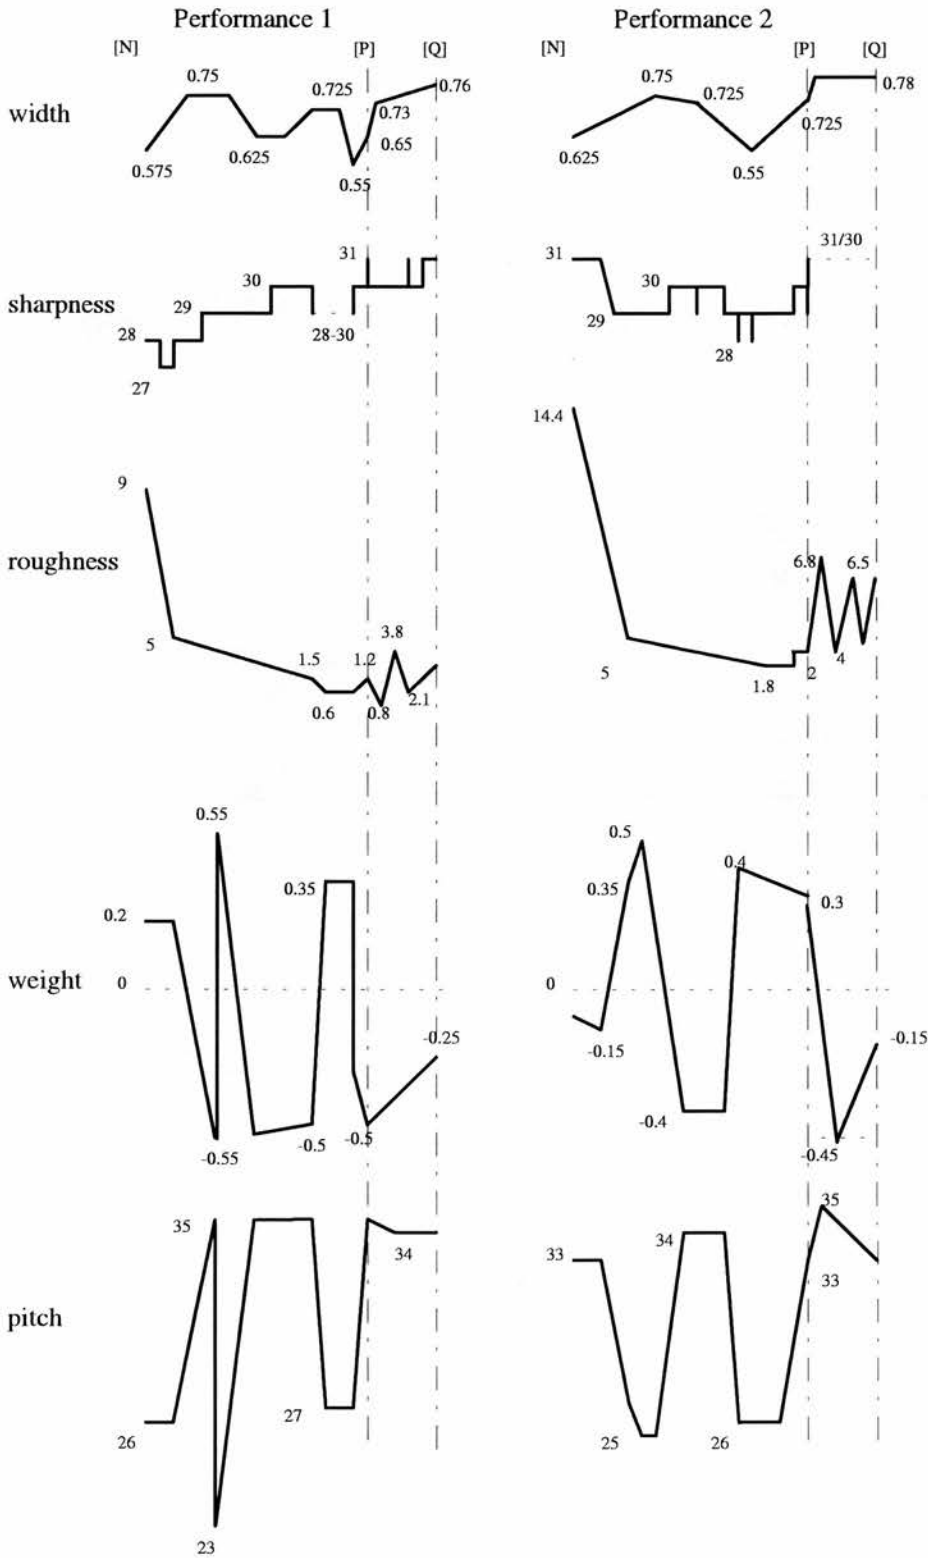 Performance 1 Performance 2
[N] [P] [Q] [N] [P] [Q]
0.75 0.725 0.76 0.75 0.725 0.78
width 0.73
0.575 0.625 0.65 0.625 0.725
0.55 0.55
31 31 31/30
30 30
sharpness 29 29
28 28-30 28
27
14.4
9
roughness 6.8 6.5
5 1.5 1.2 3.8 5 4
0.6 0.8 2.1 1.8 2
0.55 0.5 0.4
0.2 0.35 0.35 0.3
weight 0 0
-0.25 -0.15 -0.15
-0.55 -0.5 -0.5 -0.4 -0.45
35 34 33 34 35
33
pitch
26 27 25 26
23